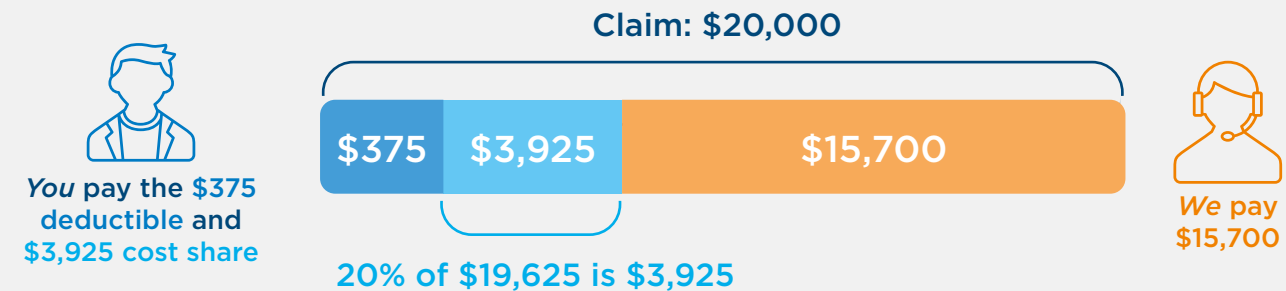 Claim: $20,000
$375
$3,925
$15,700
You pay the $375
deductible and
$3,925 cost share
We pay
$15,700
20% of $19,625 is $3,925